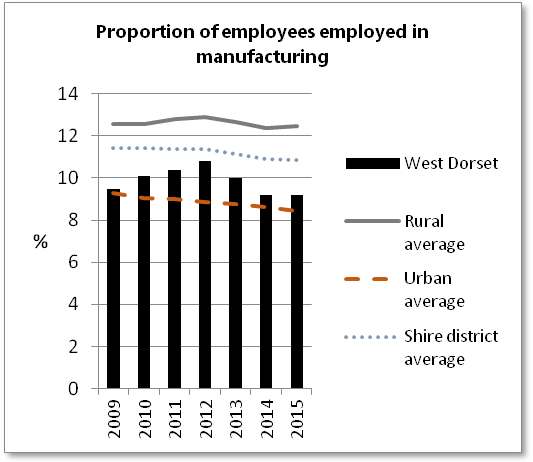 Proportion of employees employed in
manufacturing
14
12
10
8
6
4
2
0
%
2009
2010
2011
2012
2013
2014
2015
West Dorset
Rural
average
Urban
average
Shire district
average